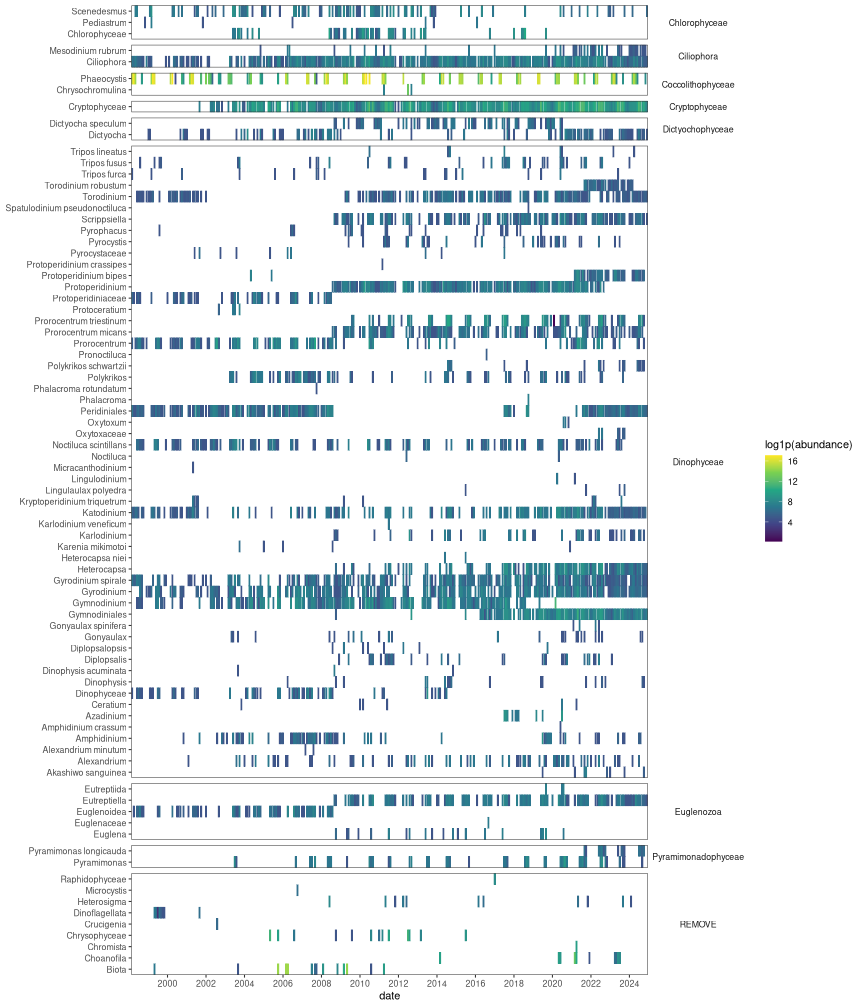 Scenedesmus
Pediastrum
Chlorophyceae
Chlorophyceae
Mesodinium rubrum
Ciliophora
Ciliophora
Phaeocystis
Chrysochromulina
Coccolithophyceae
Cryptophyceae
Cryptophyceae
Dictyocha speculum
Dictyocha
Dictyochophyceae
Tripos lineatus
Tripos fusus
Tripos furca
Torodinium robustum
Torodinium
Spatulodinium pseudonoctiluca
Scrippsiella
Pyrophacus
Pyrocystis
Pyrocystaceae
Protoperidinium crassipes
Protoperidinium bipes
Protoperidinium
Protoperidiniaceae
Protoceratium
Prorocentrum triestinum
Prorocentrum micans
Prorocentrum
Pronoctiluca
Polykrikos schwartzii
Polykrikos
Phalacroma rotundatum
Phalacroma
Peridiniales
Oxytoxum
Oxytoxaceae
Noctiluca scintillans
Noctiluca
Micracanthodinium
Lingulodinium
Lingulaulax polyedra
Kryptoperidinium triquetrum
Katodinium
Karlodinium veneficum
Karlodinium
Karenia mikimotoi
Heterocapsa niei
Heterocapsa
Gyrodinium spirale
Gyrodinium
Gymnodinium
Gymnodiniales
Gonyaulax spinifera
Gonyaulax
Diplopsalopsis
Diplopsalis
Dinophysis acuminata
Dinophysis
Dinophyceae
Ceratium
Azadinium
Amphidinium crassum
Amphidinium
Alexandrium minutum
Alexandrium
Akashiwo sanguinea
Dinophyceae
Eutreptiida
Eutreptiella
Euglenoidea
Euglenaceae
Euglena
Euglenozoa
Pyramimonas longicauda
Pyramimonas
Pyramimonadophyceae
Raphidophyceae
Microcystis
Heterosigma
Dinoflagellata
Crucigenia
Chrysophyceae
Chromista
Choanofila
Biota
REMOVE
2000 2002 2004 2006 2008 2010 2012 2014 2016 2018 2020 2022 2024
date
log1p(abundance)
16
12
8
4